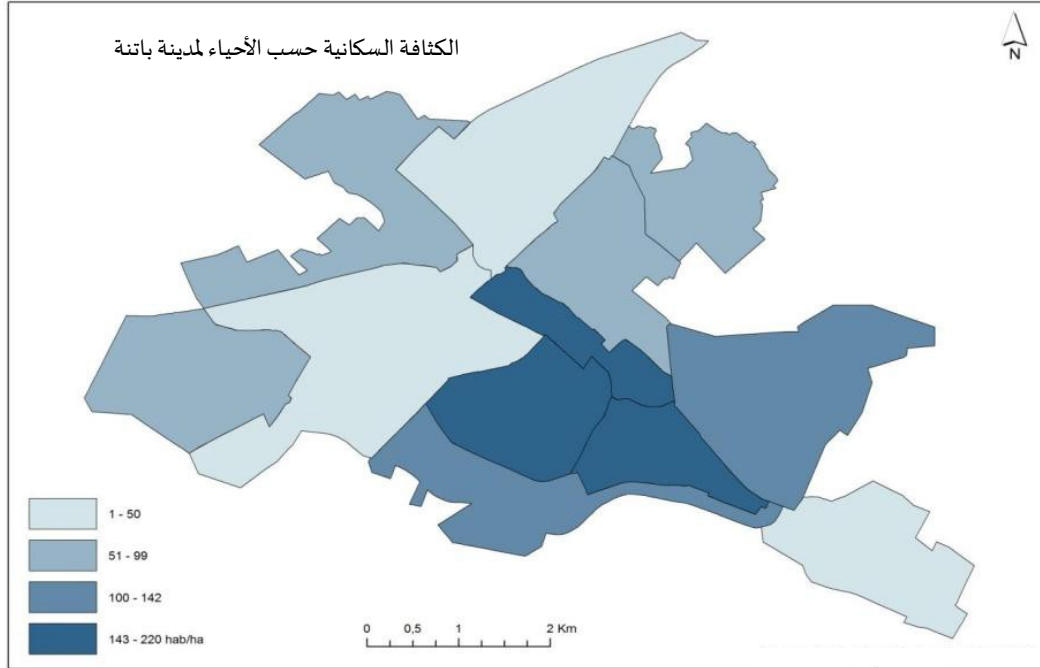 الكثافة السكانية حسب الأحياء لمدينة باتنة
N
1 - 50
51 - 99
100 - 142
143 - 220 hab/ha
0 0,5 1 2 Km